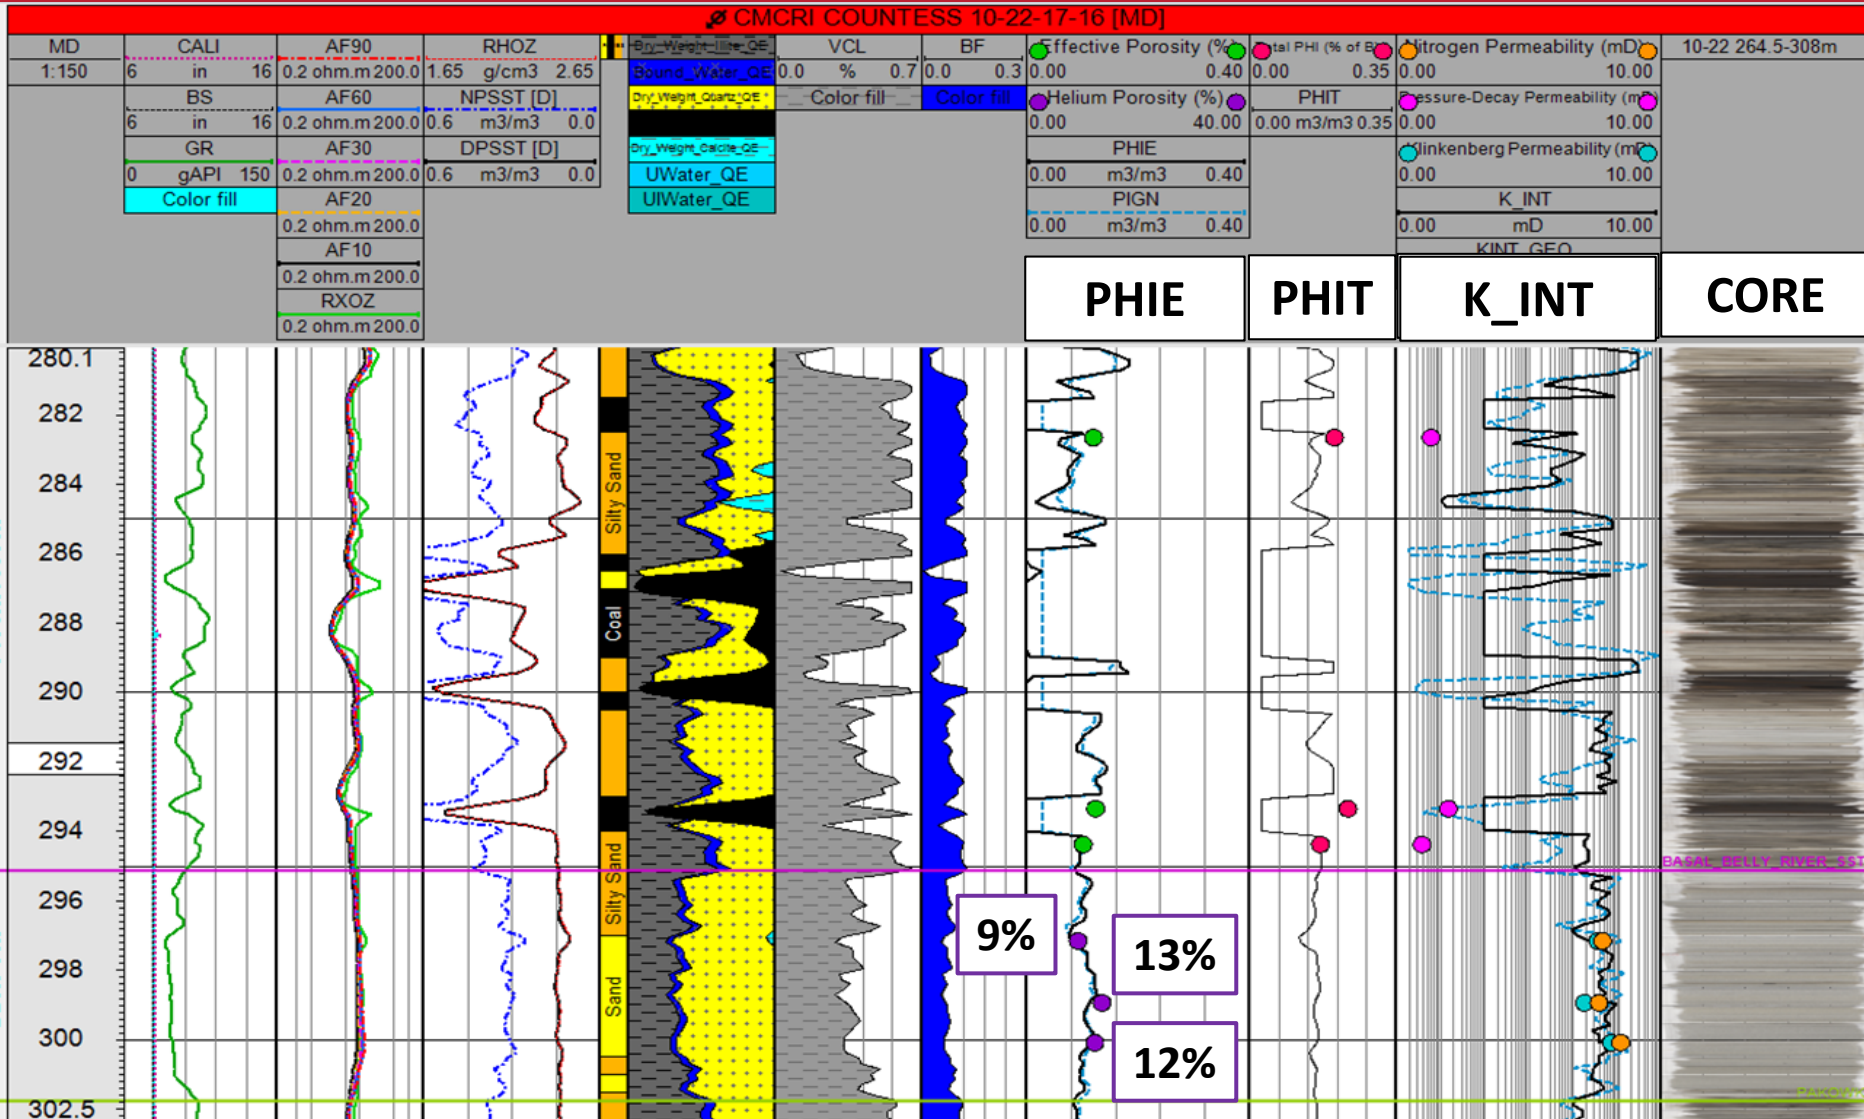 CMCRI COUNTESS 10-22-17-16 [MD]
MD
1:150
CALI
6 in 16
BS
6 in 16
GR
0 gAPI 150
Color fill
AF90
0.2 ohm.m 200.0
AF60
0.2 ohm.m 200.0
AF30
0.2 ohm.m 200.0
AF20
0.2 ohm.m 200.0
AF10
0.2 ohm.m 200.0
RXOZ
0.2 ohm.m 200.0
RHOZ
1.65 g/cm3 2.65
NPSST [D]
0.6 m3/m3 0.0
DPSST [D]
0.6 m3/m3 0.0
Dry_Weight_Illite_QE
Bound_Water_QE
Dry_Weight_Quartz_QE
Dry_Weight_Calcite_QE
UWater_QE
UIWater_QE
VCL
0.0 % 0.7
Color fill
BF
0.0 0.3
Color fill
Effective Porosity (%)
0.00 0.40
Helium Porosity (%)
0.00 40.00
PHIE
0.00 m3/m3 0.40
PIGN
0.00 m3/m3 0.40
PHIE
0.00 0.35
PHIT
0.00 m3/m3 0.35
PHIT
Nitrogen Permeability (mD)
0.00 10.00
0.00 10.00
Klinkenberg Permeability (mD)
0.00 10.00
K_INT
0.00 mD 10.00
KINT_GEO
K_INT
10-22 264.5-308m
CORE
280.1
282
284
286
288
290
292
294
296
298
300
302.5
Silty Sand
Coal
Silty Sand
Sand
9%
13%
12%
BASAL_BELLY_RIVER_SST